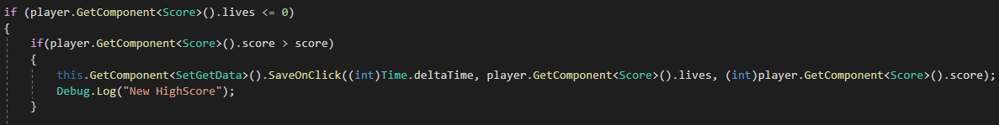 if (player.GetComponent<Score>().lives <= 0)
{
if(player.GetComponent<Score>().score > score)
{
this.GetComponent<SetGetData>().SaveOnClick((int)Time.deltaTime, player.GetComponent<Score>().lives, (int)player.GetComponent<Score>().score);
Debug.Log("New HighScore");
}